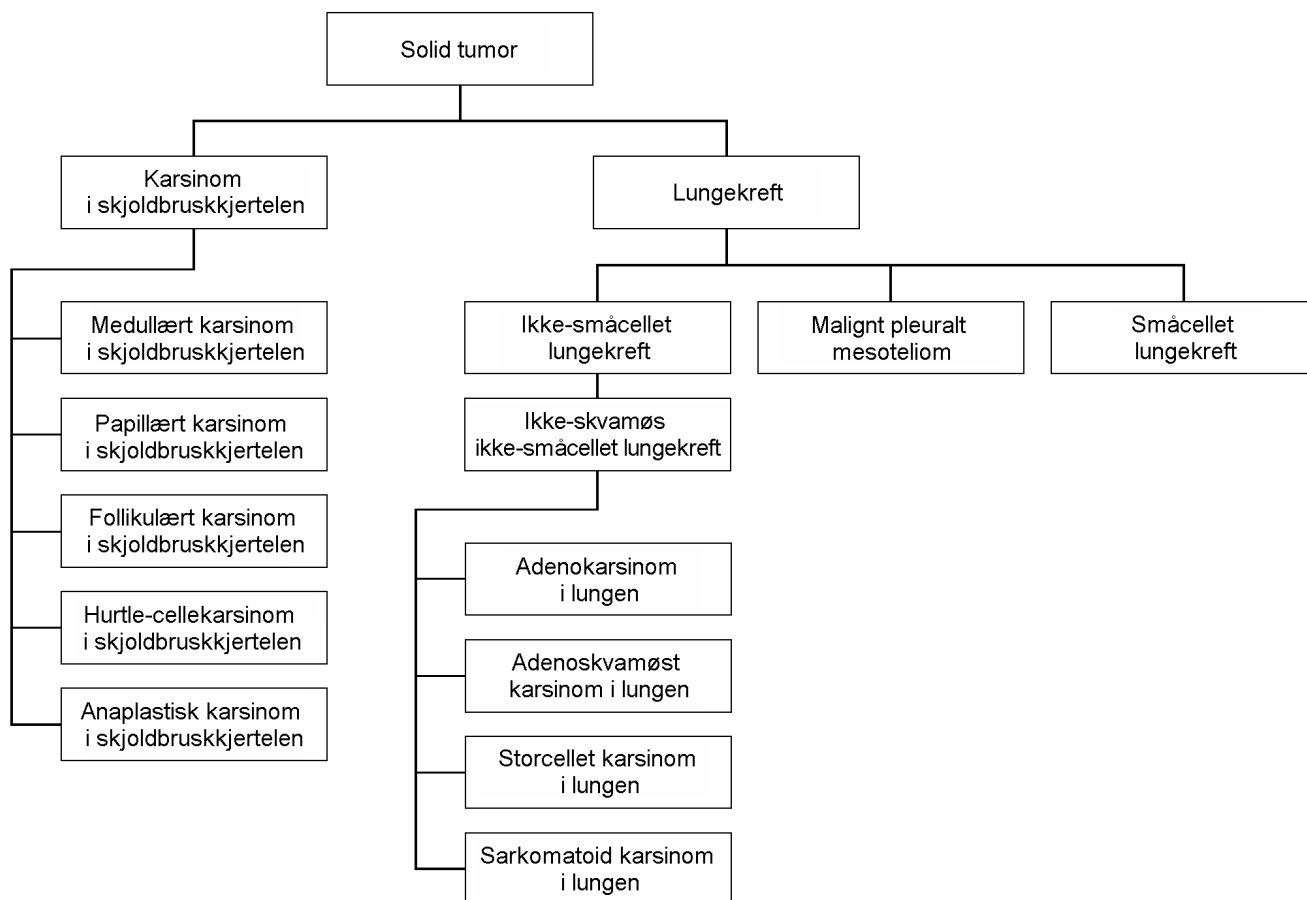 Solid tumor
Karsinom
i skjoldbruskkjertelen
Lungekreft
Medullært karsinom
i skjoldbruskkjertelen
Papillært karsinom
i skjoldbruskkjertelen
Follikulært karsinom
i skjoldbruskkjertelen
Hurtle-cellekarsinom
i skjoldbruskkjertelen
Anaplastisk karsinom
i skjoldbruskkjertelen
Ikke-småcellet
lungekreft
Malignt pleuralt
mesoteliom
Småcellet
lungekreft
Ikke-skvamøs
ikke-småcellet lungekreft
Adenokarsinom
i lungen
Adenoskvamøst
karsinom i lungen
Storcellet karsinom
i lungen
Sarkomatoid karsinom
i lungen